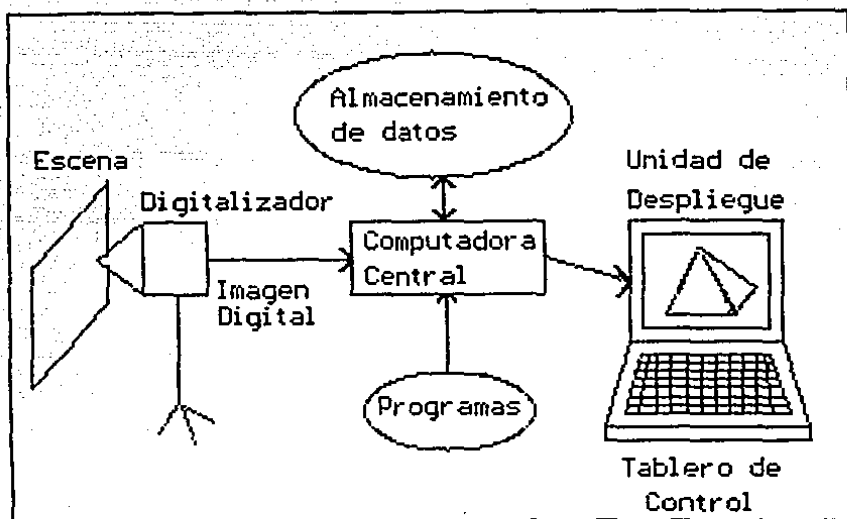 Almacenamiento
de datos
Escena
Unidad de
Despliegue
Digitalizador
Computadora
Central
Imagen
Digital
Programas
Tablero de
Control